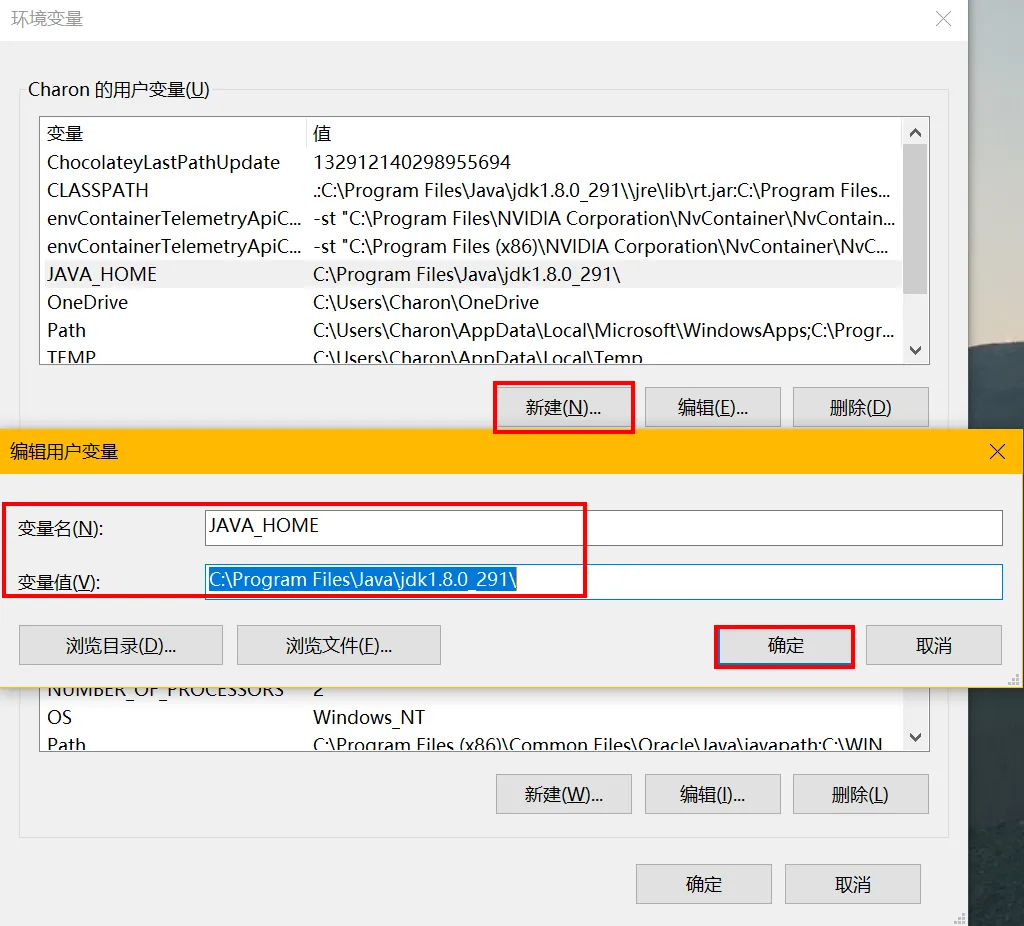 环境变量
Charon 的用户变量(U)
变量 值
ChocolateyLastPathUpdate 132912140298955694
CLASSPATH .:C:\Program Files\Java\jdk1.8.0_291\\jre\lib\rt.jar:C:\Program Files...
envContainerTelemetryApiC... -st "C:\Program Files\NVIDIA Corporation\NvContainer\NvContain...
envContainerTelemetryApiC... -st "C:\Program Files (x86)\NVIDIA Corporation\NvContainer\NvC...
JAVA_HOME C:\Program Files\Java\jdk1.8.0_291\
OneDrive C:\Users\Charon\OneDrive
Path C:\Users\Charon\AppData\Local\Microsoft\WindowsApps;C:\Progr...
TEMP C:\Users\Charon\AppData\Local\Temp
新建(N)... 编辑(E)... 删除(D)
编辑用户变量
变量名(N): JAVA_HOME
变量值(V): C:\Program Files\Java\jdk1.8.0_291\
浏览目录(D)... 浏览文件(F)... 确定 取消
NUMBER_OF_PROCESSORS 2
OS Windows_NT
Path C:\Program Files (x86)\Common Files\Oracle\Java\javapath;C:\WIN
新建(W)... 编辑(I)... 删除(L)
确定 取消